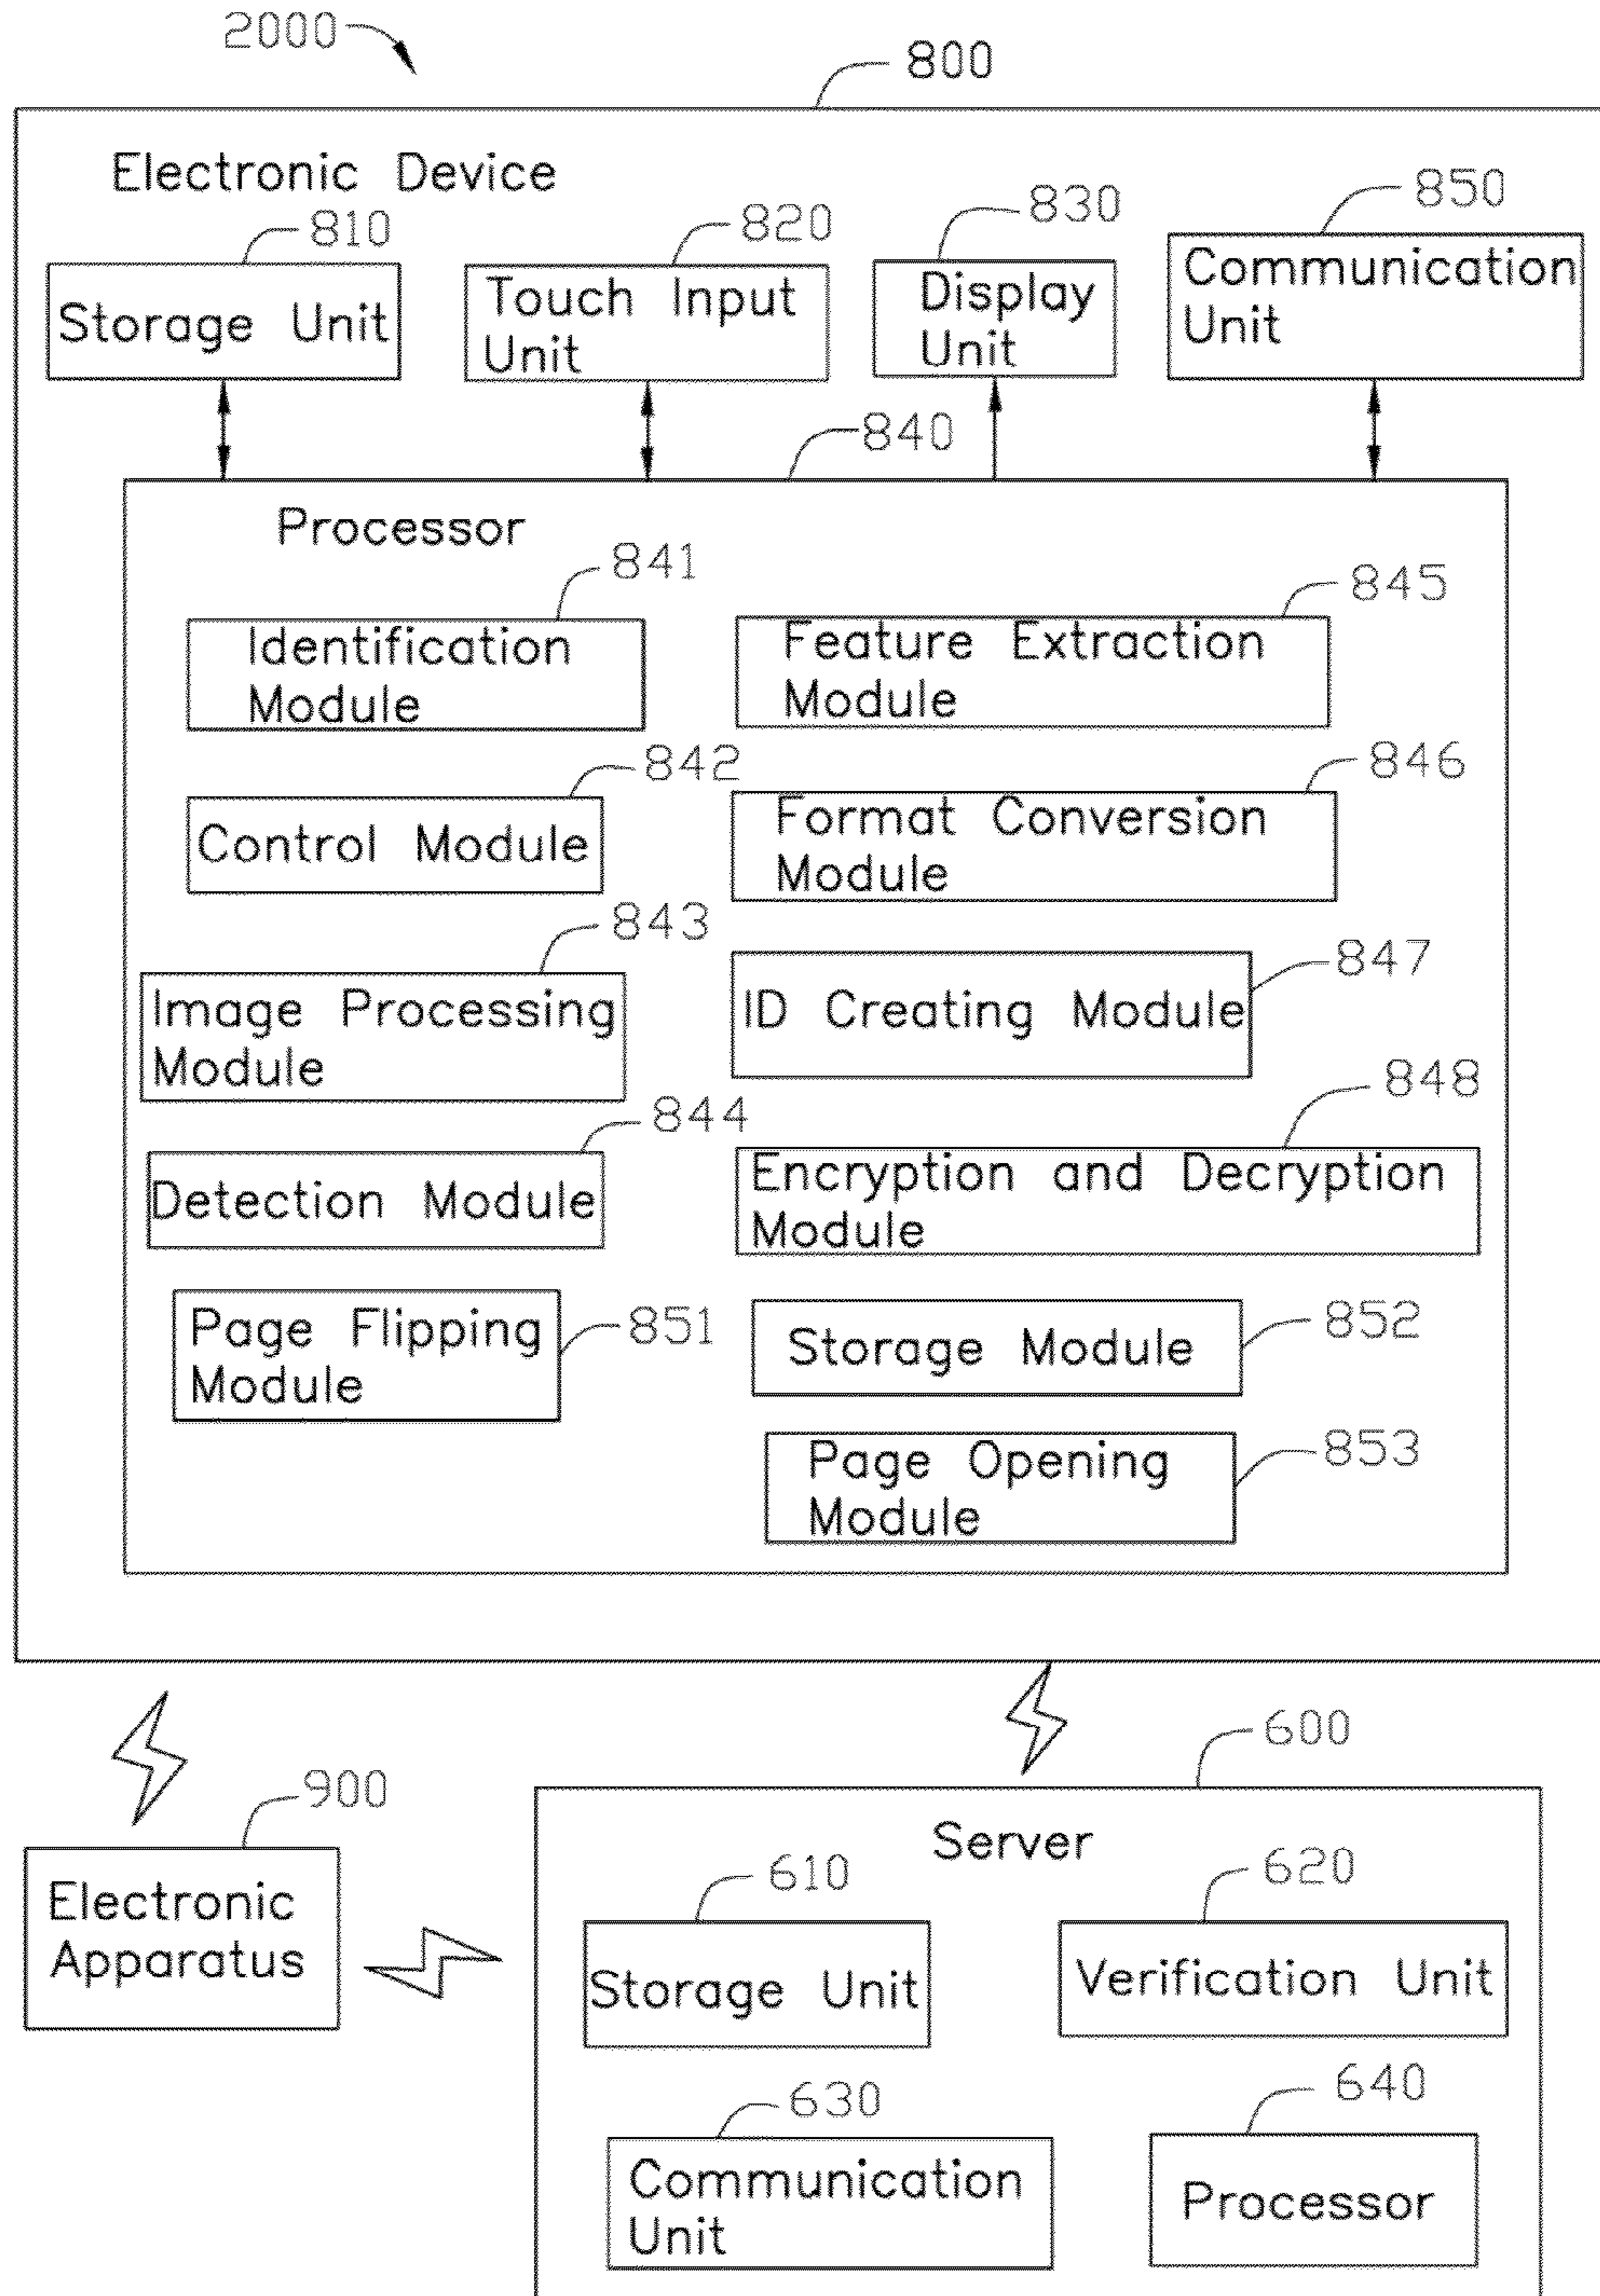 2000
800
Electronic Device
810
820
830
850
Storage Unit
Touch Input
Unit
Display
Unit
Communication
Unit
840
Processor
841
845
Identification
Module
Feature Extraction
Module
842
846
Control Module
Format Conversion
Module
843
847
Image Processing
Module
ID Creating Module
844
848
Detection Module
Encryption and Decryption
Module
Page Flipping
Module
851
Storage Module
852
Page Opening
Module
853
600
900
Electronic
Apparatus
Server
610
620
Storage Unit
Verification Unit
630
640
Communication
Unit
Processor